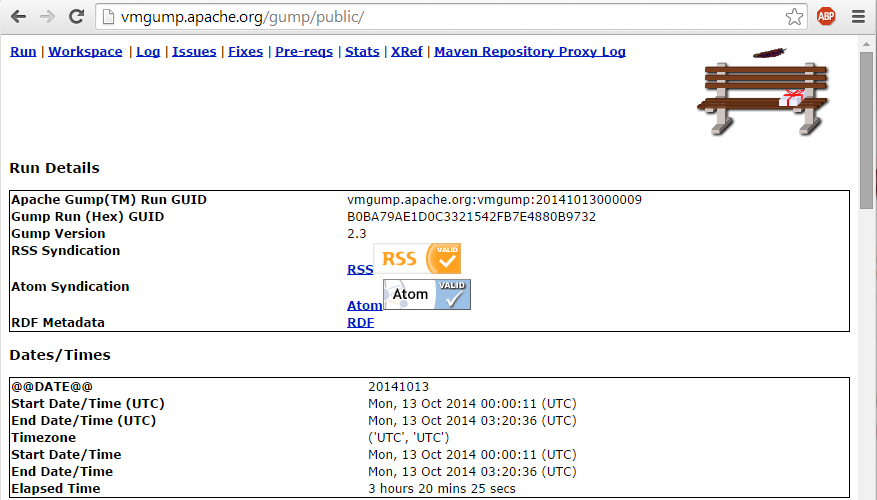 vmgump.apache.org/gump/public/
ABP
Run | Workspace | Log | Issues | Fixes | Pre-reqs | Stats | XRef | Maven Repository Proxy Log
Run Details
Apache Gump(TM) Run GUID vmgump.apache.org:vmgump:20141013000009
Gump Run (Hex) GUID B0BA79AE1D0C3321542FB7E4880B9732
Gump Version 2.3
RSS Syndication
RSS RSS VALID
Atom Syndication
Atom Atom VALID
RDF Metadata RDF
Dates/Times
@@DATE@@ 20141013
Start Date/Time (UTC) Mon, 13 Oct 2014 00:00:11 (UTC)
End Date/Time (UTC) Mon, 13 Oct 2014 03:20:36 (UTC)
Timezone ('UTC', 'UTC')
Start Date/Time Mon, 13 Oct 2014 00:00:11 (UTC)
End Date/Time Mon, 13 Oct 2014 03:20:36 (UTC)
Elapsed Time 3 hours 20 mins 25 secs